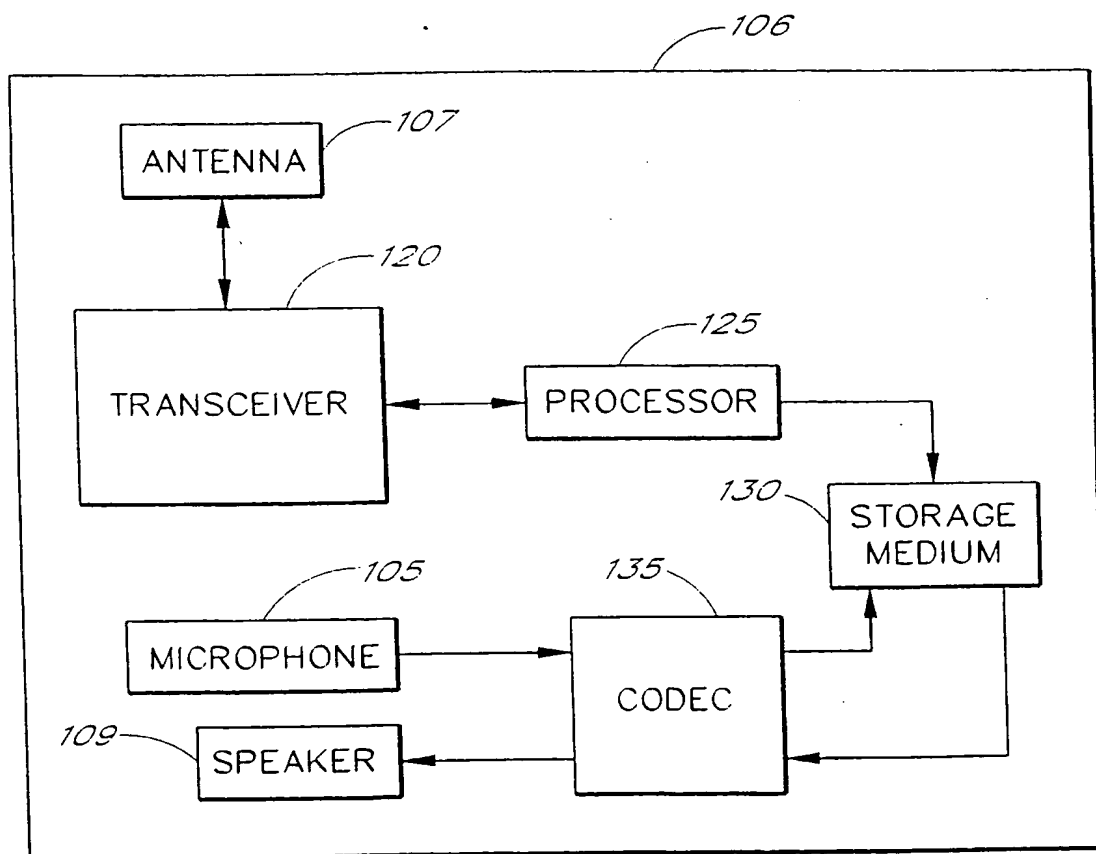 106
107
ANTENNA
120
TRANSCEIVER
125
PROCESSOR
130
STORAGE
MEDIUM
105
MICROPHONE
135
CODEC
109
SPEAKER